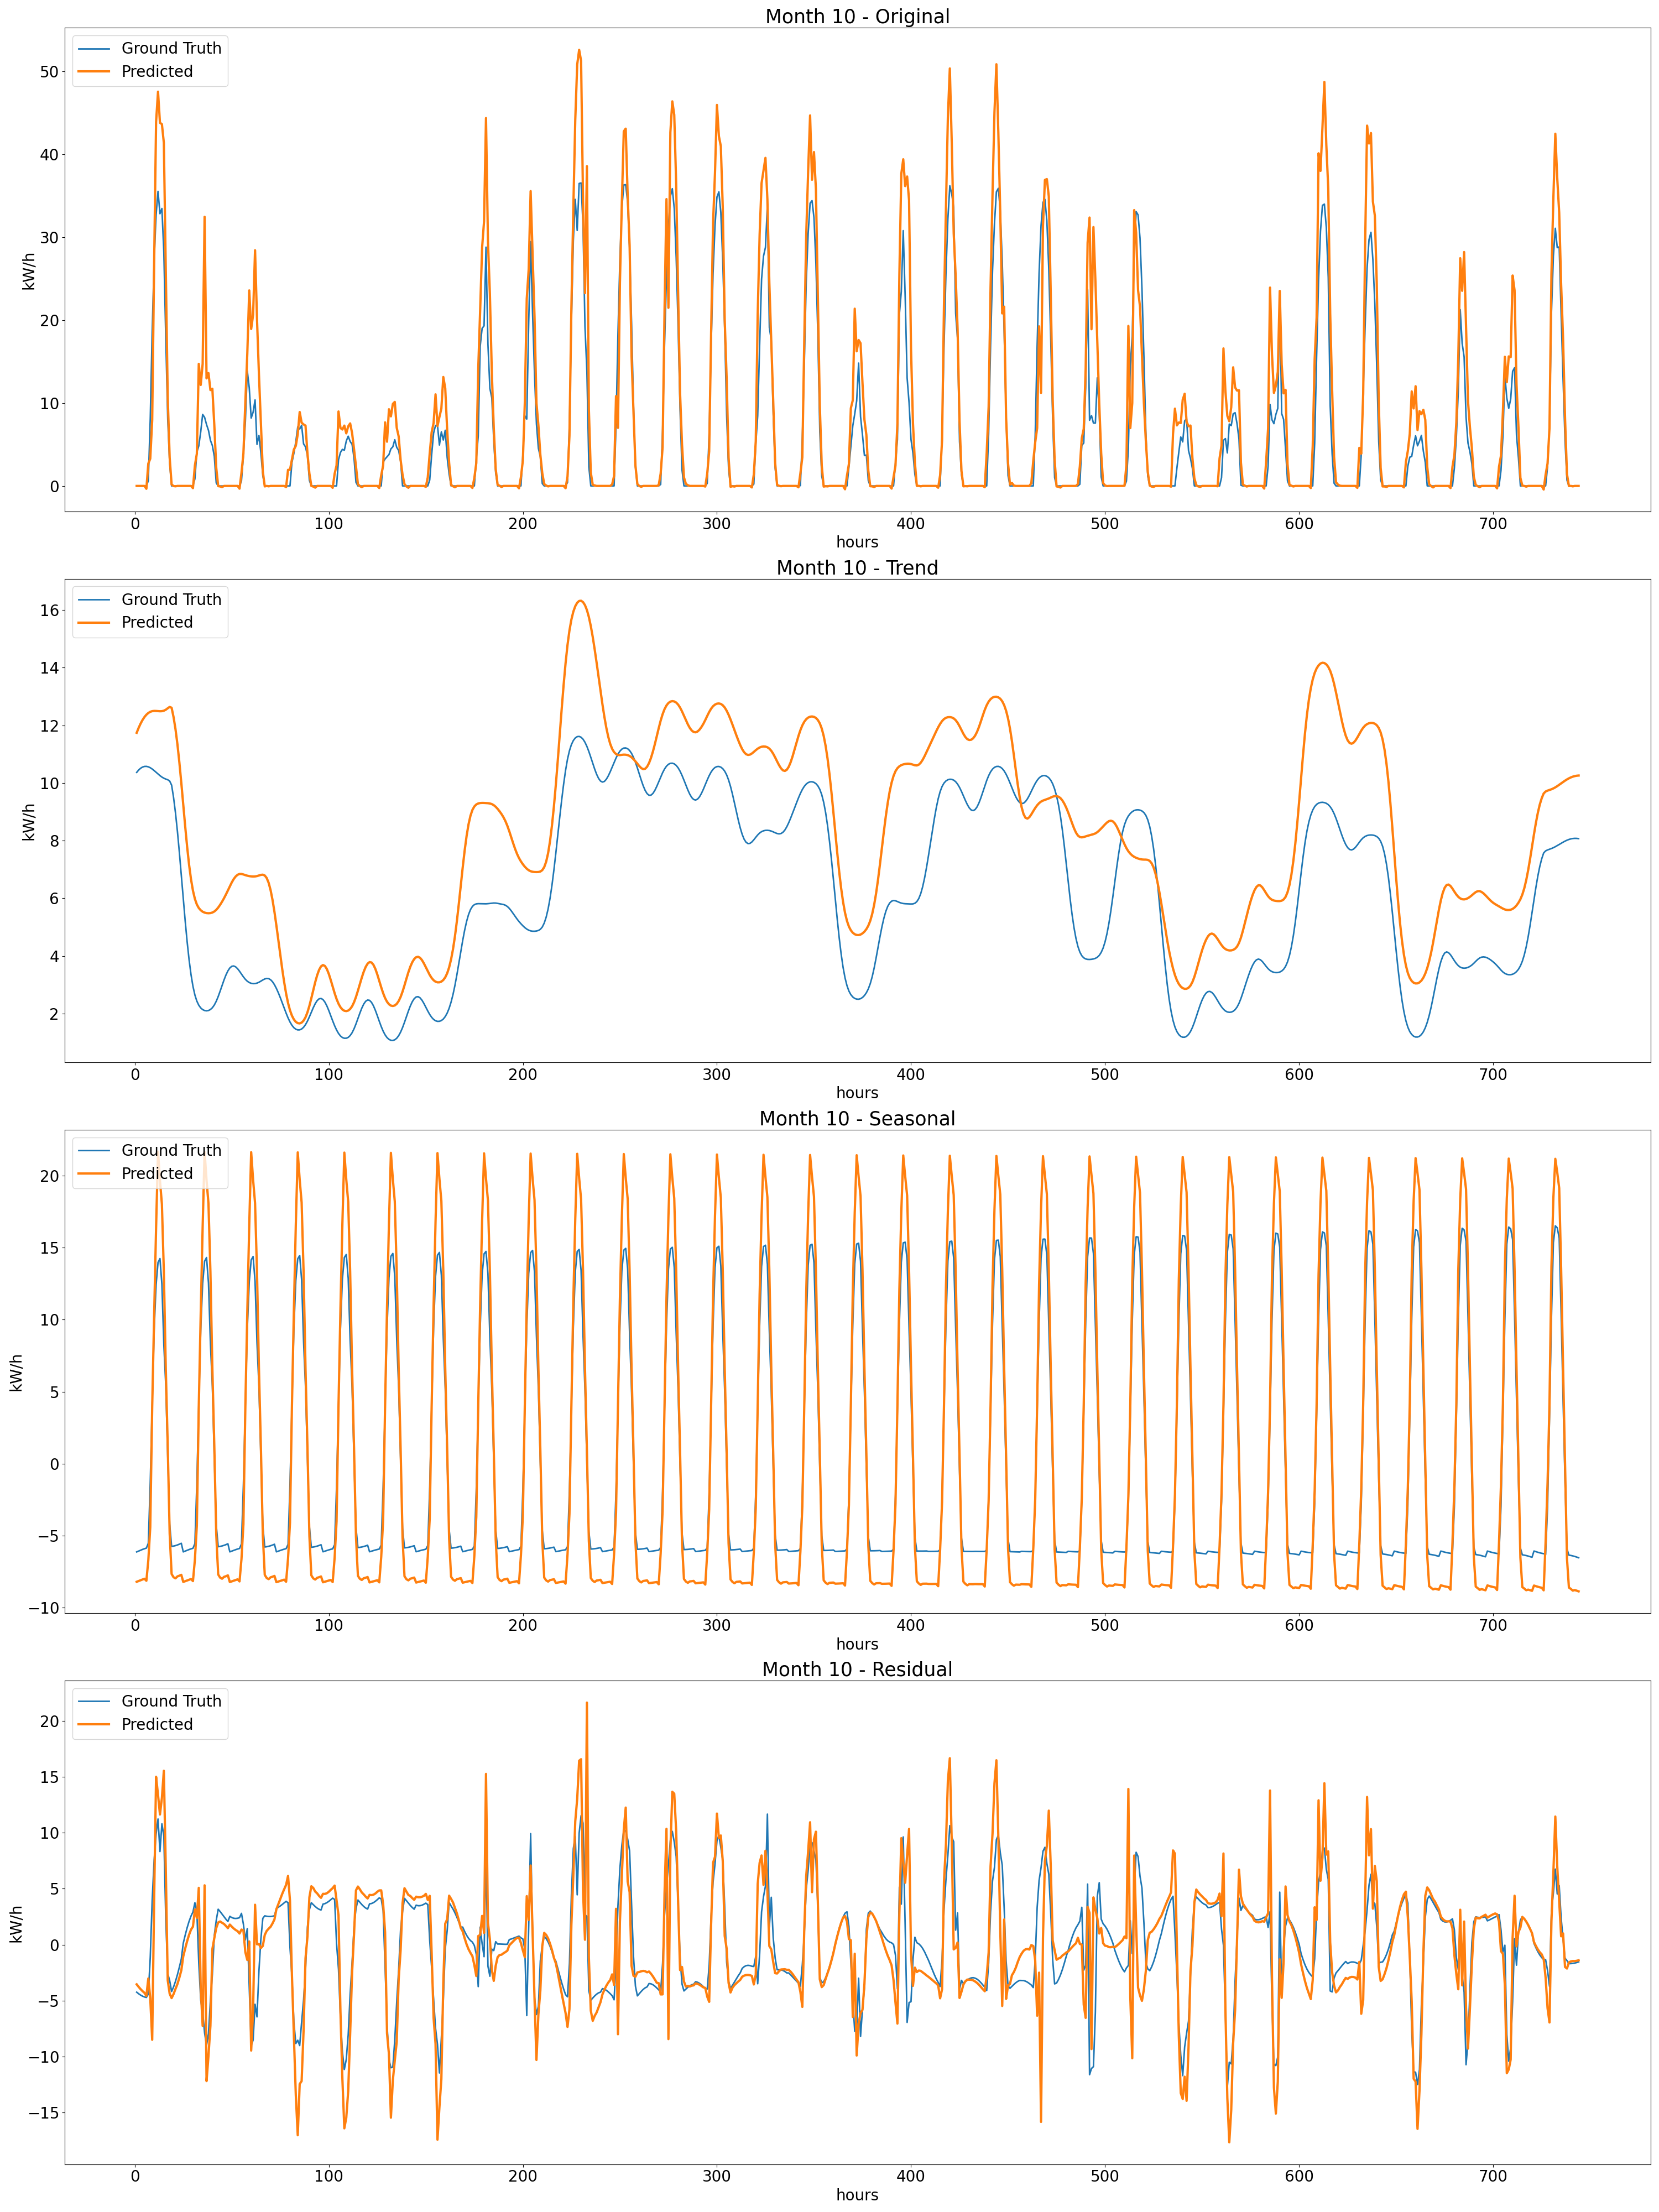 Month 10 - Original
Ground Truth
Predicted
kW/h
50
40
30
20
10
0
0 100 200 300 400 500 600 700
hours
Month 10 - Trend
Ground Truth
Predicted
kW/h
16
14
12
10
8
6
4
2
0 100 200 300 400 500 600 700
hours
Month 10 - Seasonal
Ground Truth
Predicted
kW/h
20
15
10
5
0
−5
−10
0 100 200 300 400 500 600 700
hours
Month 10 - Residual
Ground Truth
Predicted
kW/h
20
15
10
5
0
−5
−10
−15
0 100 200 300 400 500 600 700
hours